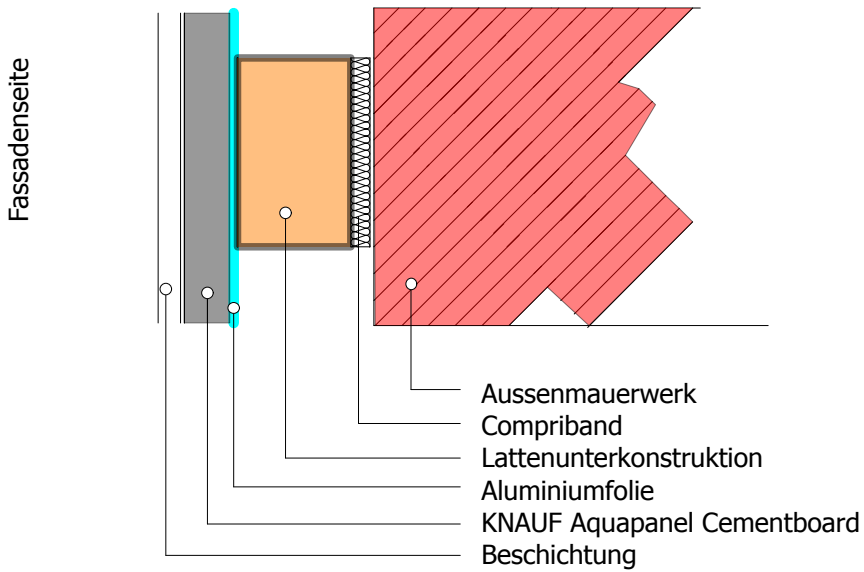 Fassadenseite
Aussenmauerwerk
Compriband
Lattenunterkonstruktion
Aluminiumfolie
KNAUF Aquapanel Cementboard
Beschichtung